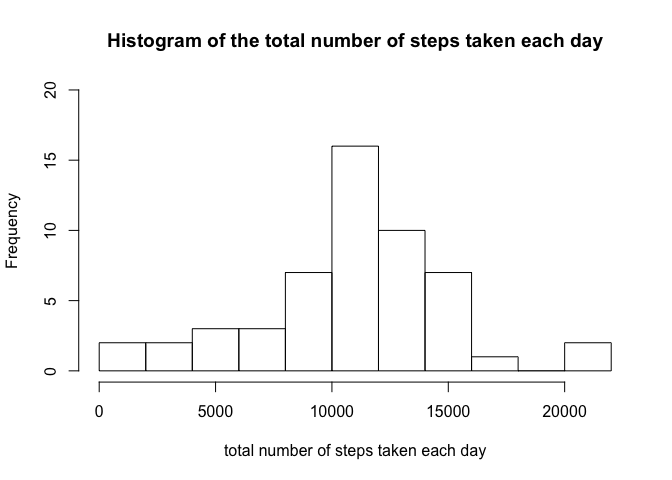 Histogram of the total number of steps taken each day
Frequency
20
15
10
5
0
0 5000 10000 15000 20000
total number of steps taken each day